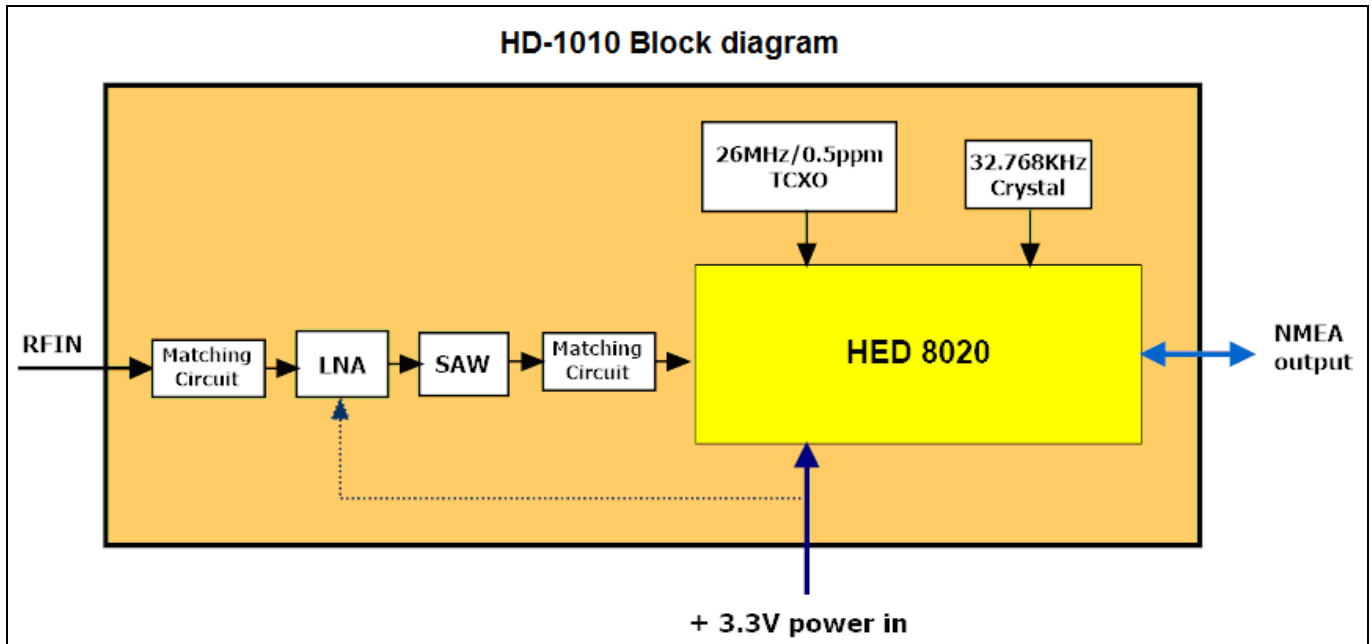 HD-1010 Block diagram
26MHz/0.5ppm
TCXO
32.768KHz
Crystal
RFIN
Matching
Circuit
LNA
SAW
Matching
Circuit
HED 8020
NMEA
output
+ 3.3V power in